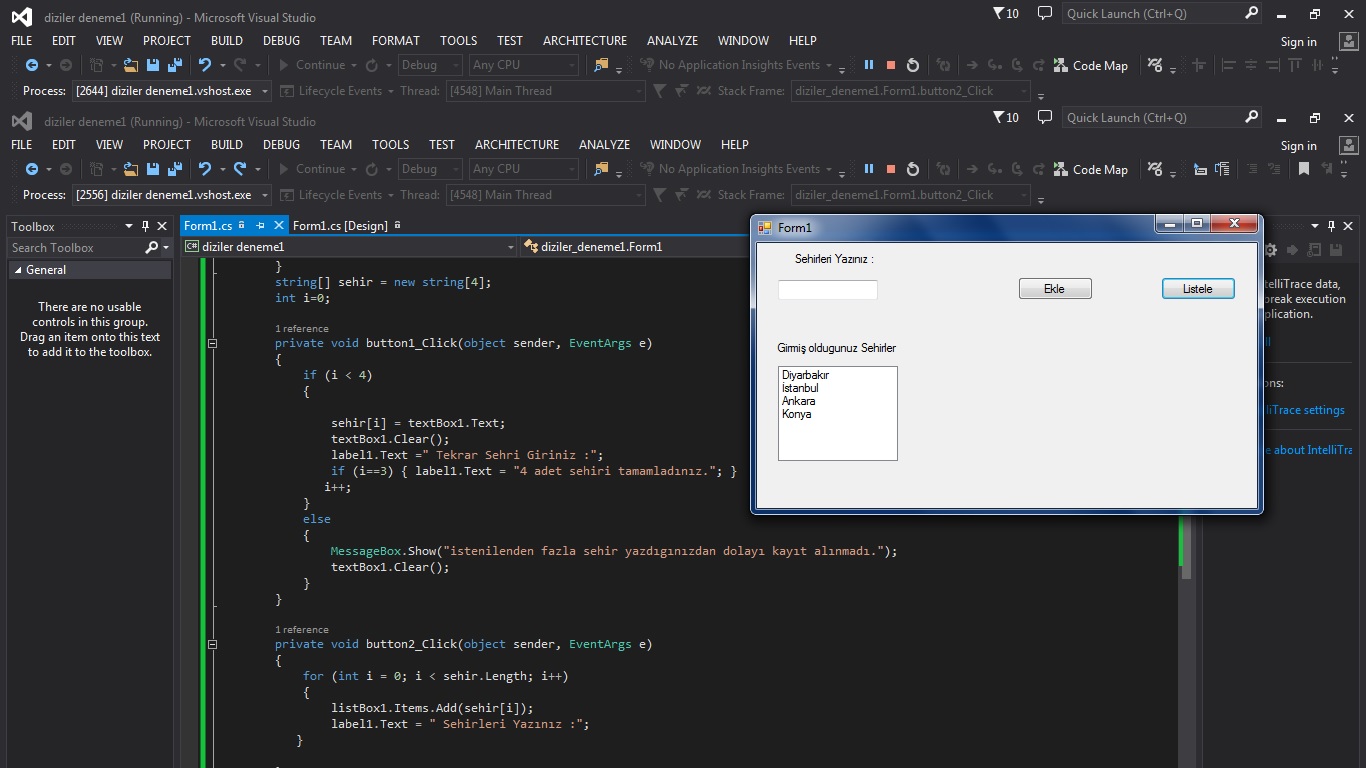 diziler deneme1 (Running) - Microsoft Visual Studio
10
Quick Launch (Ctrl+Q)
FILE EDIT VIEW PROJECT BUILD DEBUG TEAM FORMAT TOOLS TEST ARCHITECTURE ANALYZE WINDOW HELP
Sign in
Continue Debug Any CPU No Application Insights Events Code Map
Process: [2644] diziler deneme1.vshost.exe Lifecycle Events Thread: [4548] Main Thread Stack Frame: diziler_deneme1.Form1.button2_Click
diziler deneme1 (Running) - Microsoft Visual Studio
10
Quick Launch (Ctrl+Q)
FILE EDIT VIEW PROJECT BUILD DEBUG TEAM TOOLS TEST ARCHITECTURE ANALYZE WINDOW HELP
Sign in
Continue Debug Any CPU No Application Insights Events Code Map
Process: [2556] diziler deneme1.vshost.exe Lifecycle Events Thread: [4548] Main Thread Stack Frame: diziler_deneme1.Form1.button2_Click
Toolbox
Search Toolbox
General
There are no usable
controls in this group.
Drag an item onto this text
to add it to the toolbox.
Form1.cs Form1.cs [Design]
C# diziler deneme1 diziler_deneme1.Form1
}
string[] sehir = new string[4];
int i=0;
1 reference
private void button1_Click(object sender, EventArgs e)
{
if (i < 4)
{
sehir[i] = textBox1.Text;
textBox1.Clear();
label1.Text =" Tekrar Sehri Giriniz :";
if (i==3) { label1.Text = "4 adet sehiri tamamladınız."; }
i++;
}
else
{
MessageBox.Show("istenilenden fazla sehir yazdıgınızdan dolayı kayıt alınmadı.");
textBox1.Clear();
}
}
1 reference
private void button2_Click(object sender, EventArgs e)
{
for (int i = 0; i < sehir.Length; i++)
{
listBox1.Items.Add(sehir[i]);
label1.Text = " Sehirleri Yazınız :";
}
Form1
Sehirleri Yazınız :
Ekle
Listele
Girmiş oldugunuz Sehirler
Diyarbakır
İstanbul
Ankara
Konya
telliTrace data,
break execution
plication.
ons:
lliTrace settings
e about IntelliTra